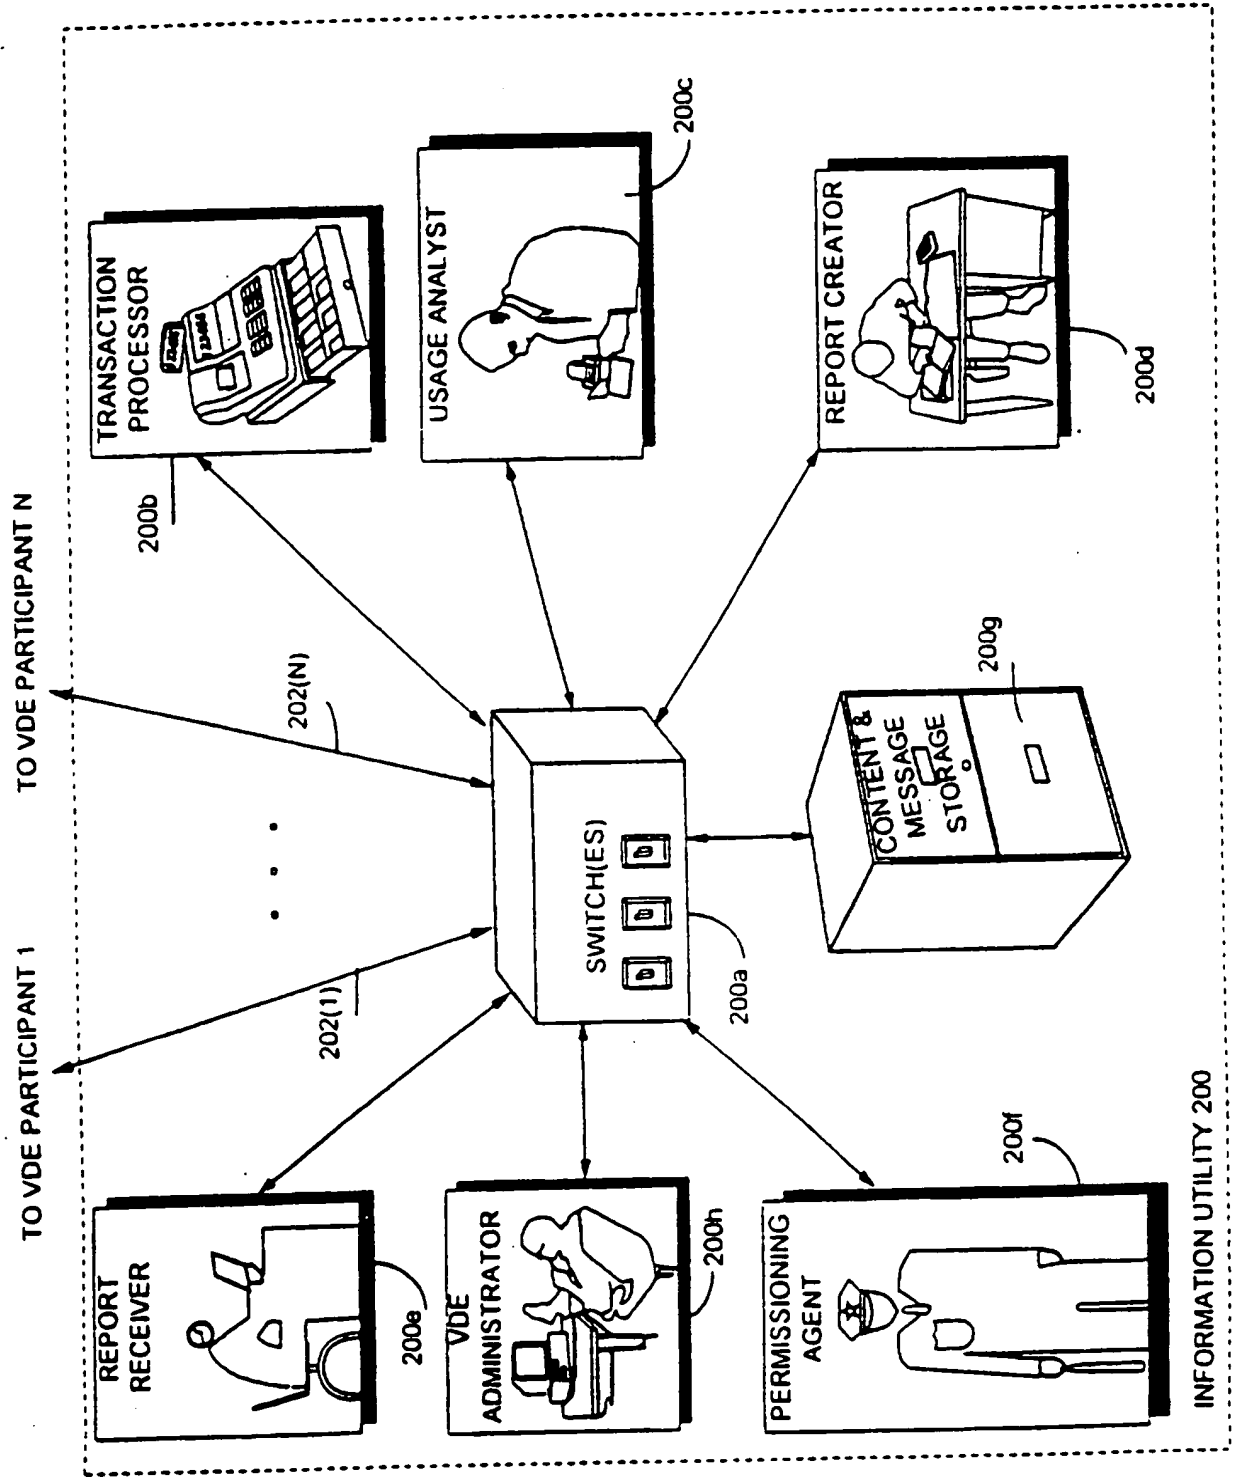 TO VDE PARTICIPANT 1
TO VDE PARTICIPANT N
202(1)
202(N)
REPORT
RECEIVER
200e
TRANSACTION
PROCESSOR
200b
VDE
ADMINISTRATOR
200h
SWITCH(ES)
200a
USAGE ANALYST
200c
PERMISSIONING
AGENT
200f
CONTENT &
MESSAGE
STORAGE
200g
REPORT CREATOR
200d
INFORMATION UTILITY 200